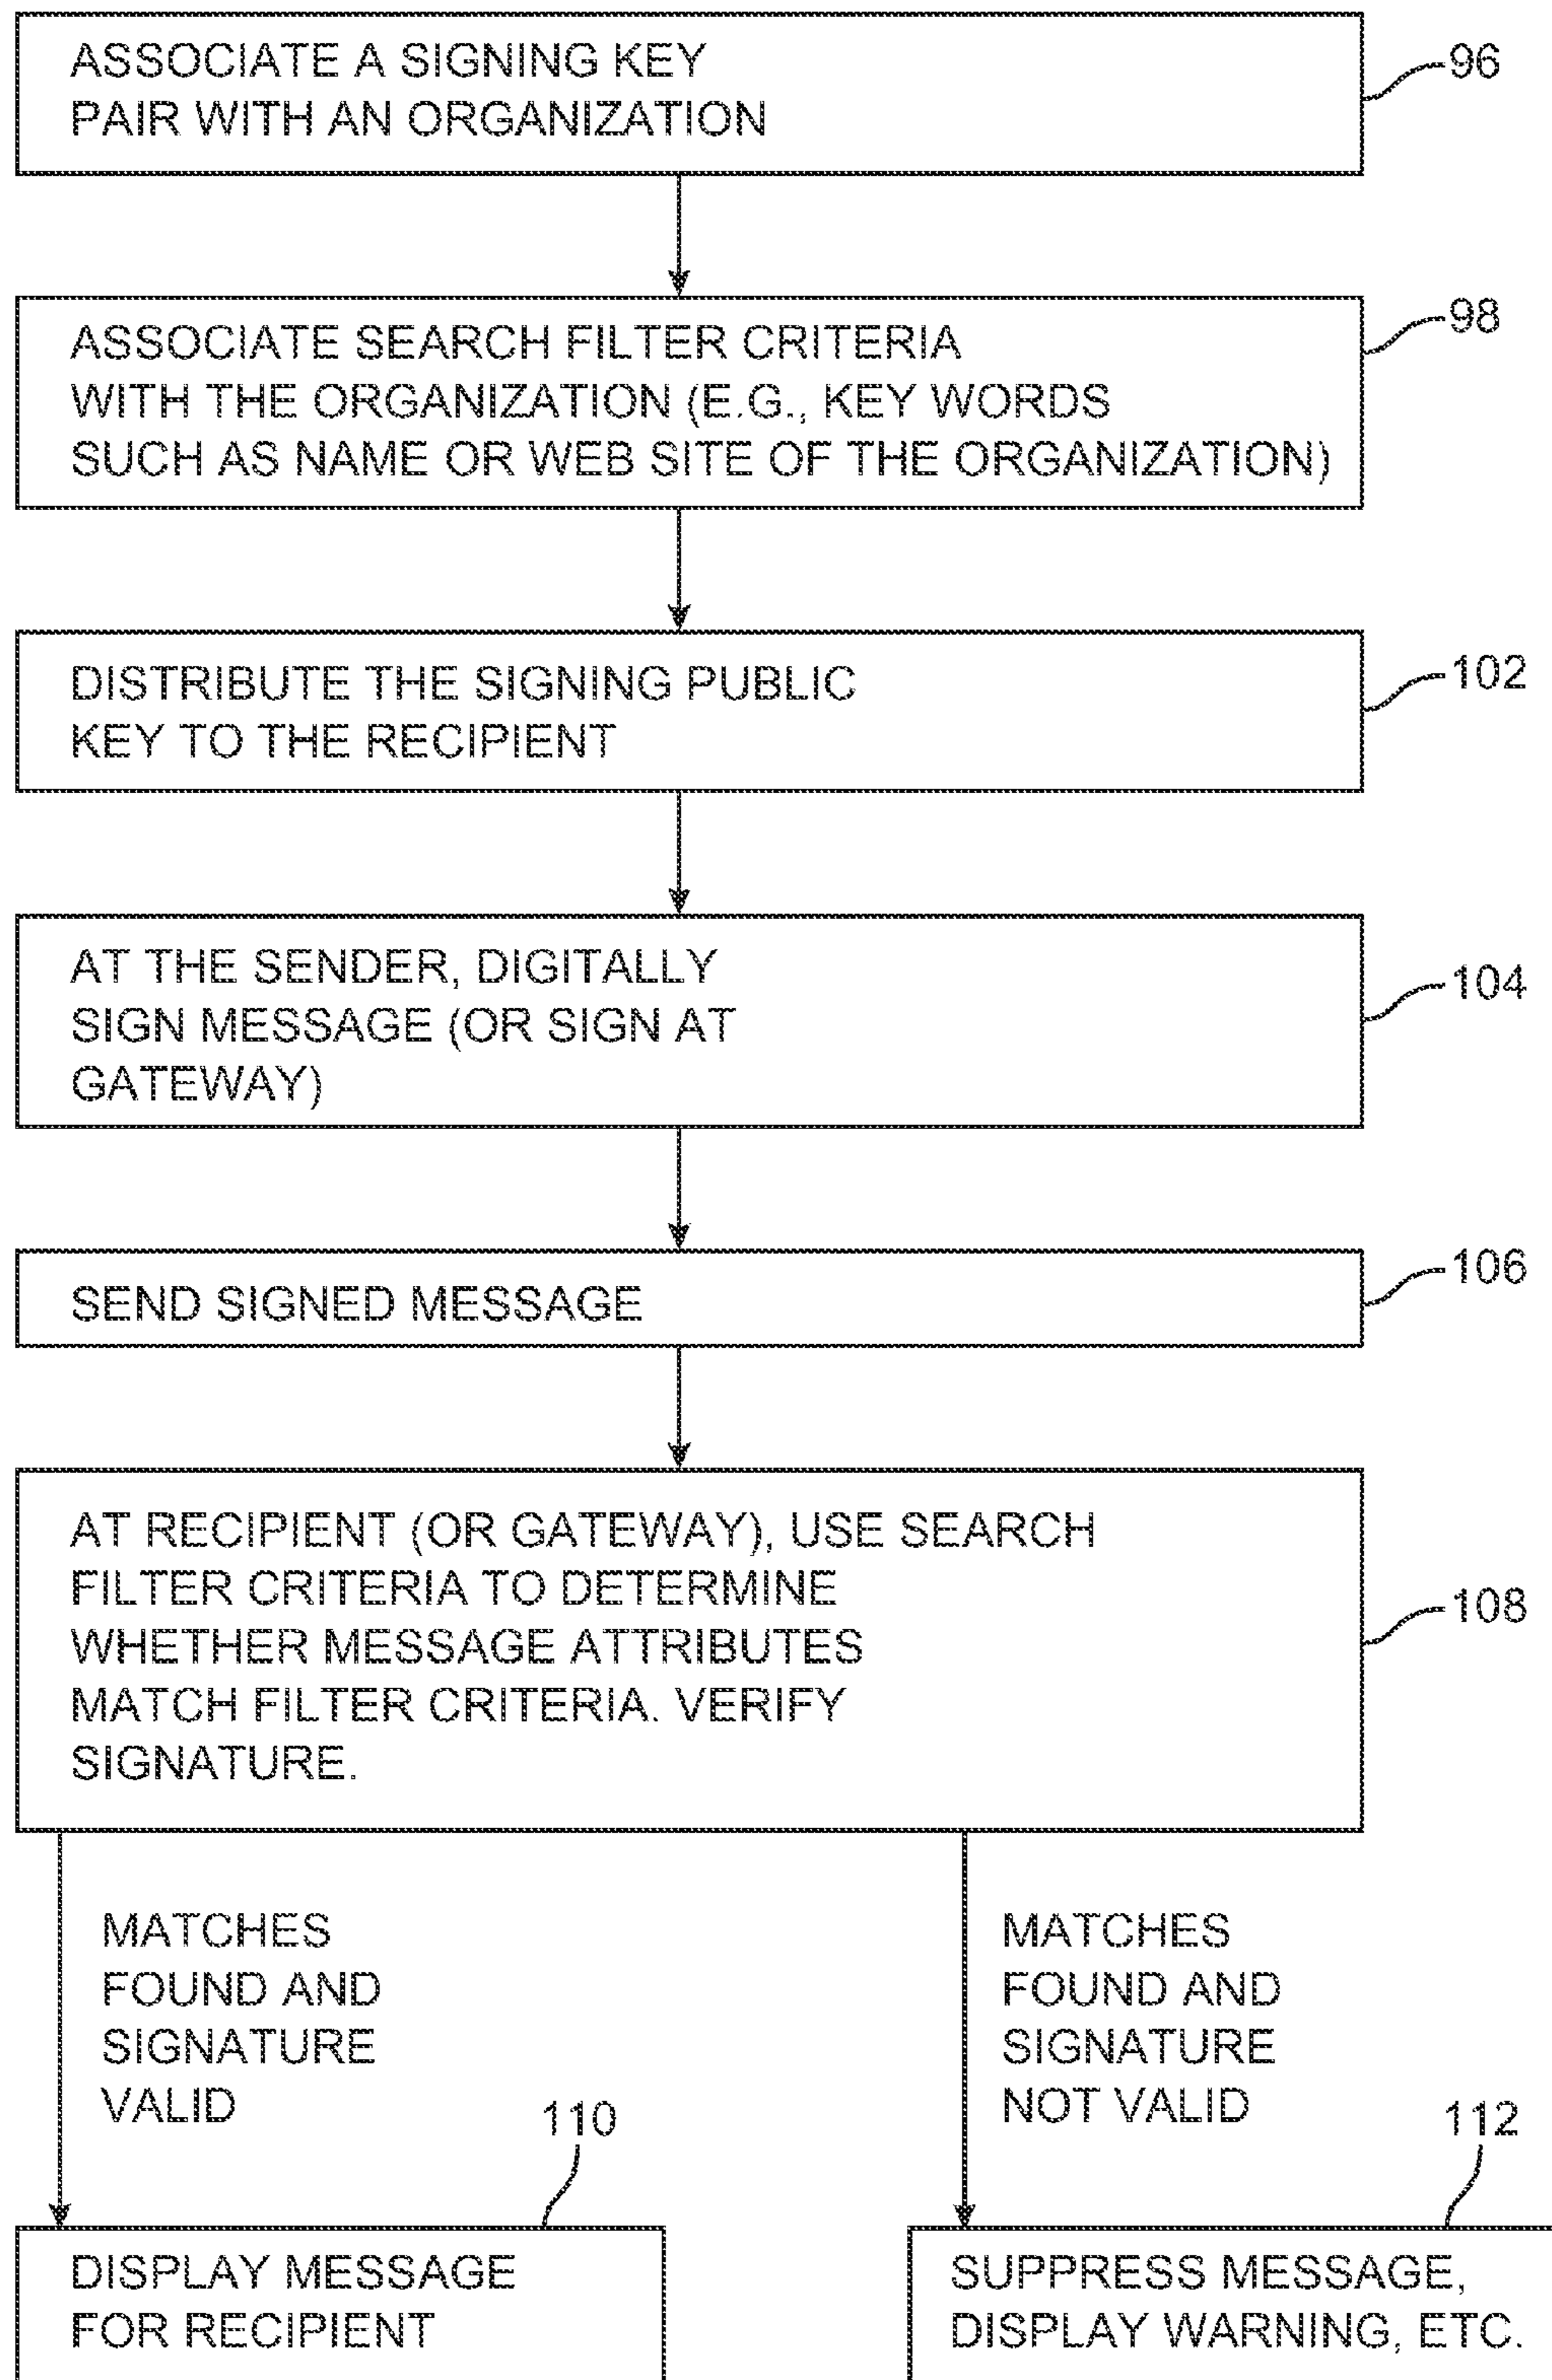 ASSOCIATE A SIGNING KEY
PAIR WITH AN ORGANIZATION
96
ASSOCIATE SEARCH FILTER CRITERIA
WITH THE ORGANIZATION (E.G., KEY WORDS
SUCH AS NAME OR WEB SITE OF THE ORGANIZATION)
98
DISTRIBUTE THE SIGNING PUBLIC
KEY TO THE RECIPIENT
102
AT THE SENDER, DIGITALLY
SIGN MESSAGE (OR SIGN AT
GATEWAY)
104
SEND SIGNED MESSAGE
106
AT RECIPIENT (OR GATEWAY), USE SEARCH
FILTER CRITERIA TO DETERMINE
WHETHER MESSAGE ATTRIBUTES
MATCH FILTER CRITERIA. VERIFY
SIGNATURE.
108
MATCHES
FOUND AND
SIGNATURE
VALID
110
DISPLAY MESSAGE
FOR RECIPIENT
MATCHES
FOUND AND
SIGNATURE
NOT VALID
112
SUPPRESS MESSAGE,
DISPLAY WARNING, ETC.